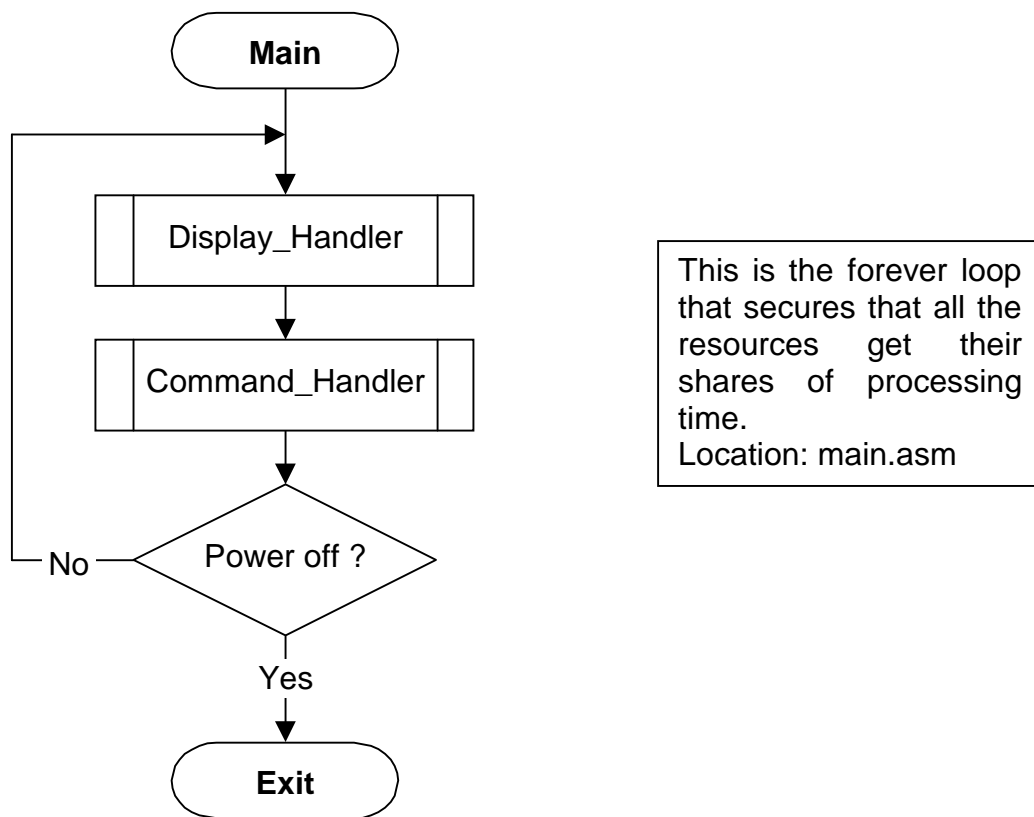 Main
Display_Handler
Command_Handler
Power off ?
No
Yes
Exit
This is the forever loop
that secures that all the
resources get their
shares of processing
time.
Location: main.asm